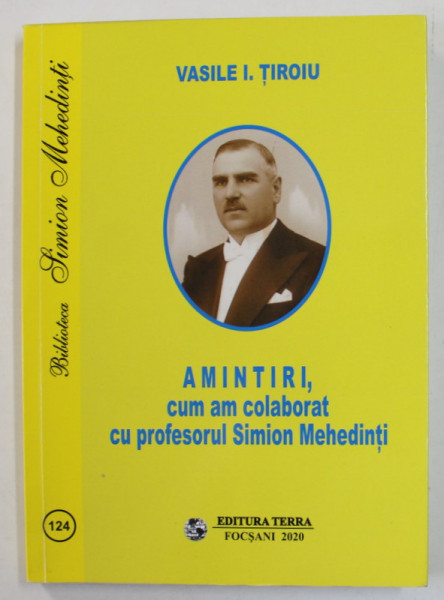 Biblioteca Simion Mehedinți
VASILE I. ȚIROIU
AMINTIRI,
cum am colaborat
cu profesorul Simion Mehedinți
124
EDITURA TERRA
FOCȘANI 2020